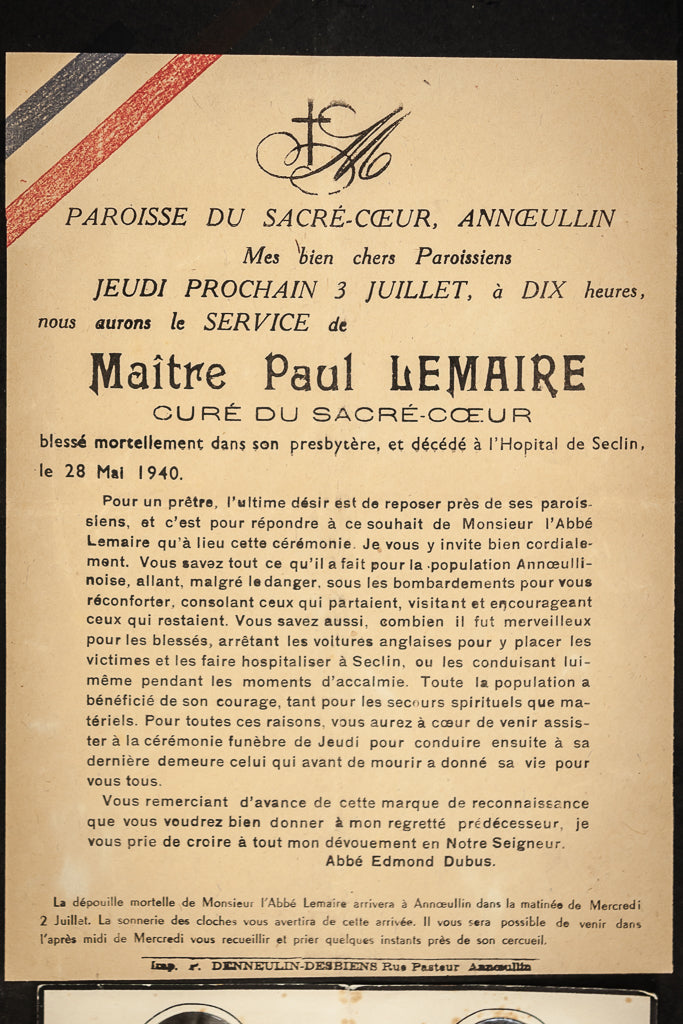 M
PAROISSE DU SACRÉ-CŒUR, ANNŒULLIN
Mes bien chers Paroissiens
JEUDI PROCHAIN 3 JUILLET, à DIX heures,
nous aurons le SERVICE de
Maître Paul LEMAIRE
CURÉ DU SACRÉ-CŒUR
blessé mortellement dans son presbytère, et décédé à l'Hopital de Seclin,
le 28 Mai 1940.
Pour un prêtre, l'ultime désir est de reposer près de ses parois-
siens, et c'est pour répondre à ce souhait de Monsieur l'Abbé
Lemaire qu'à lieu cette cérémonie. Je vous y invite bien cordiale-
ment. Vous savez tout ce qu'il a fait pour la population Annœulli-
noise, allant, malgré le danger, sous les bombardements pour vous
réconforter, consolant ceux qui partaient, visitant et encourageant
ceux qui restaient. Vous savez aussi, combien il fut merveilleux
pour les blessés, arrêtant les voitures anglaises pour y placer les
victimes et les faire hospitaliser à Seclin, ou les conduisant lui-
même pendant les moments d'accalmie. Toute la population a
bénéficié de son courage, tant pour les secours spirituels que ma-
tériels. Pour toutes ces raisons, vous aurez à cœur de venir assis-
ter à la cérémonie funèbre de Jeudi pour conduire ensuite à sa
dernière demeure celui qui avant de mourir a donné sa vie pour
vous tous.
Vous remerciant d'avance de cette marque de reconnaissance
que vous voudrez bien donner à mon regretté prédécesseur, je
vous prie de croire à tout mon dévouement en Notre Seigneur.
Abbé Edmond Dubus.
La dépouille mortelle de Monsieur l'Abbé Lemaire arrivera à Annœullin dans la matinée de Mercredi
2 Juillet. La sonnerie des cloches vous avertira de cette arrivée. Il vous sera possible de venir dans
l'après midi de Mercredi vous recueillir et prier quelques instants près de son cercueil.
Imp. r. DENNEULIN-DESBIENS Rue Pasteur Annœullin